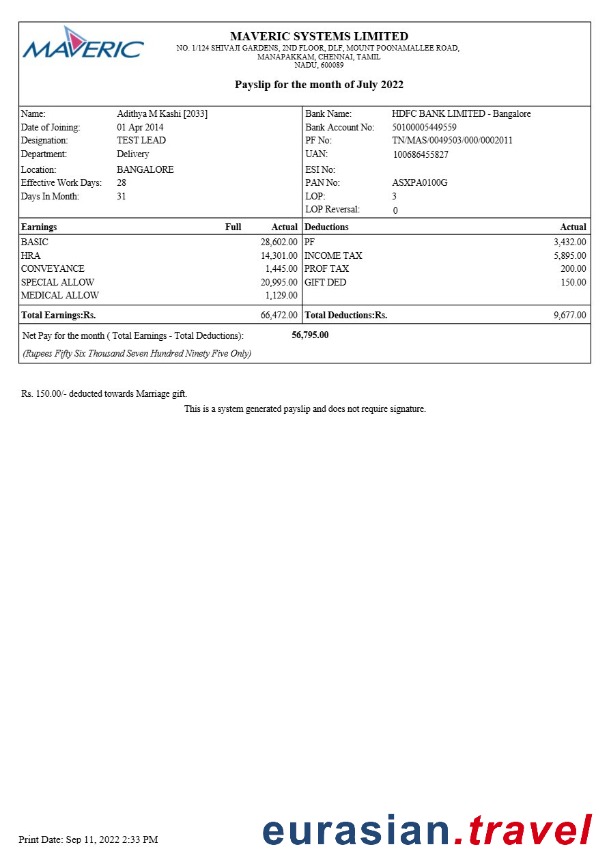 MAVERIC
MAVERIC SYSTEMS LIMITED
NO. 1/124 SHIVAJI GARDENS, 2ND FLOOR, DLF, MOUNT POONAMALLEE ROAD,
MANAPAKKAM, CHENNAI, TAMIL
NADU, 600089
Payslip for the month of July 2022
Name: Adithya M Kashi [2033] Bank Name: HDFC BANK LIMITED - Bangalore
Date of Joining: 01 Apr 2014 Bank Account No: 50100005449559
Designation: TEST LEAD PF No: TN/MAS/0049503/000/0002011
Department: Delivery UAN: 100686455827
Location: BANGALORE ESI No:
Effective Work Days: 28 PAN No: ASXPA0100G
Days In Month: 31 LOP: 3
LOP Reversal: 0
Earnings Full Actual Deductions Actual
BASIC 28,602.00 PF 3,432.00
HRA 14,301.00 INCOME TAX 5,895.00
CONVEYANCE 1,445.00 PROF TAX 200.00
SPECIAL ALLOW 20,995.00 GIFT DED 150.00
MEDICAL ALLOW 1,129.00
Total Earnings:Rs. 66,472.00 Total Deductions:Rs. 9,677.00
Net Pay for the month ( Total Earnings - Total Deductions): 56,795.00
(Rupees Fifty Six Thousand Seven Hundred Ninety Five Only)
Rs. 150.00/- deducted towards Marriage gift.
This is a system generated payslip and does not require signature.
Print Date: Sep 11, 2022 2:33 PM
eurasian.travel